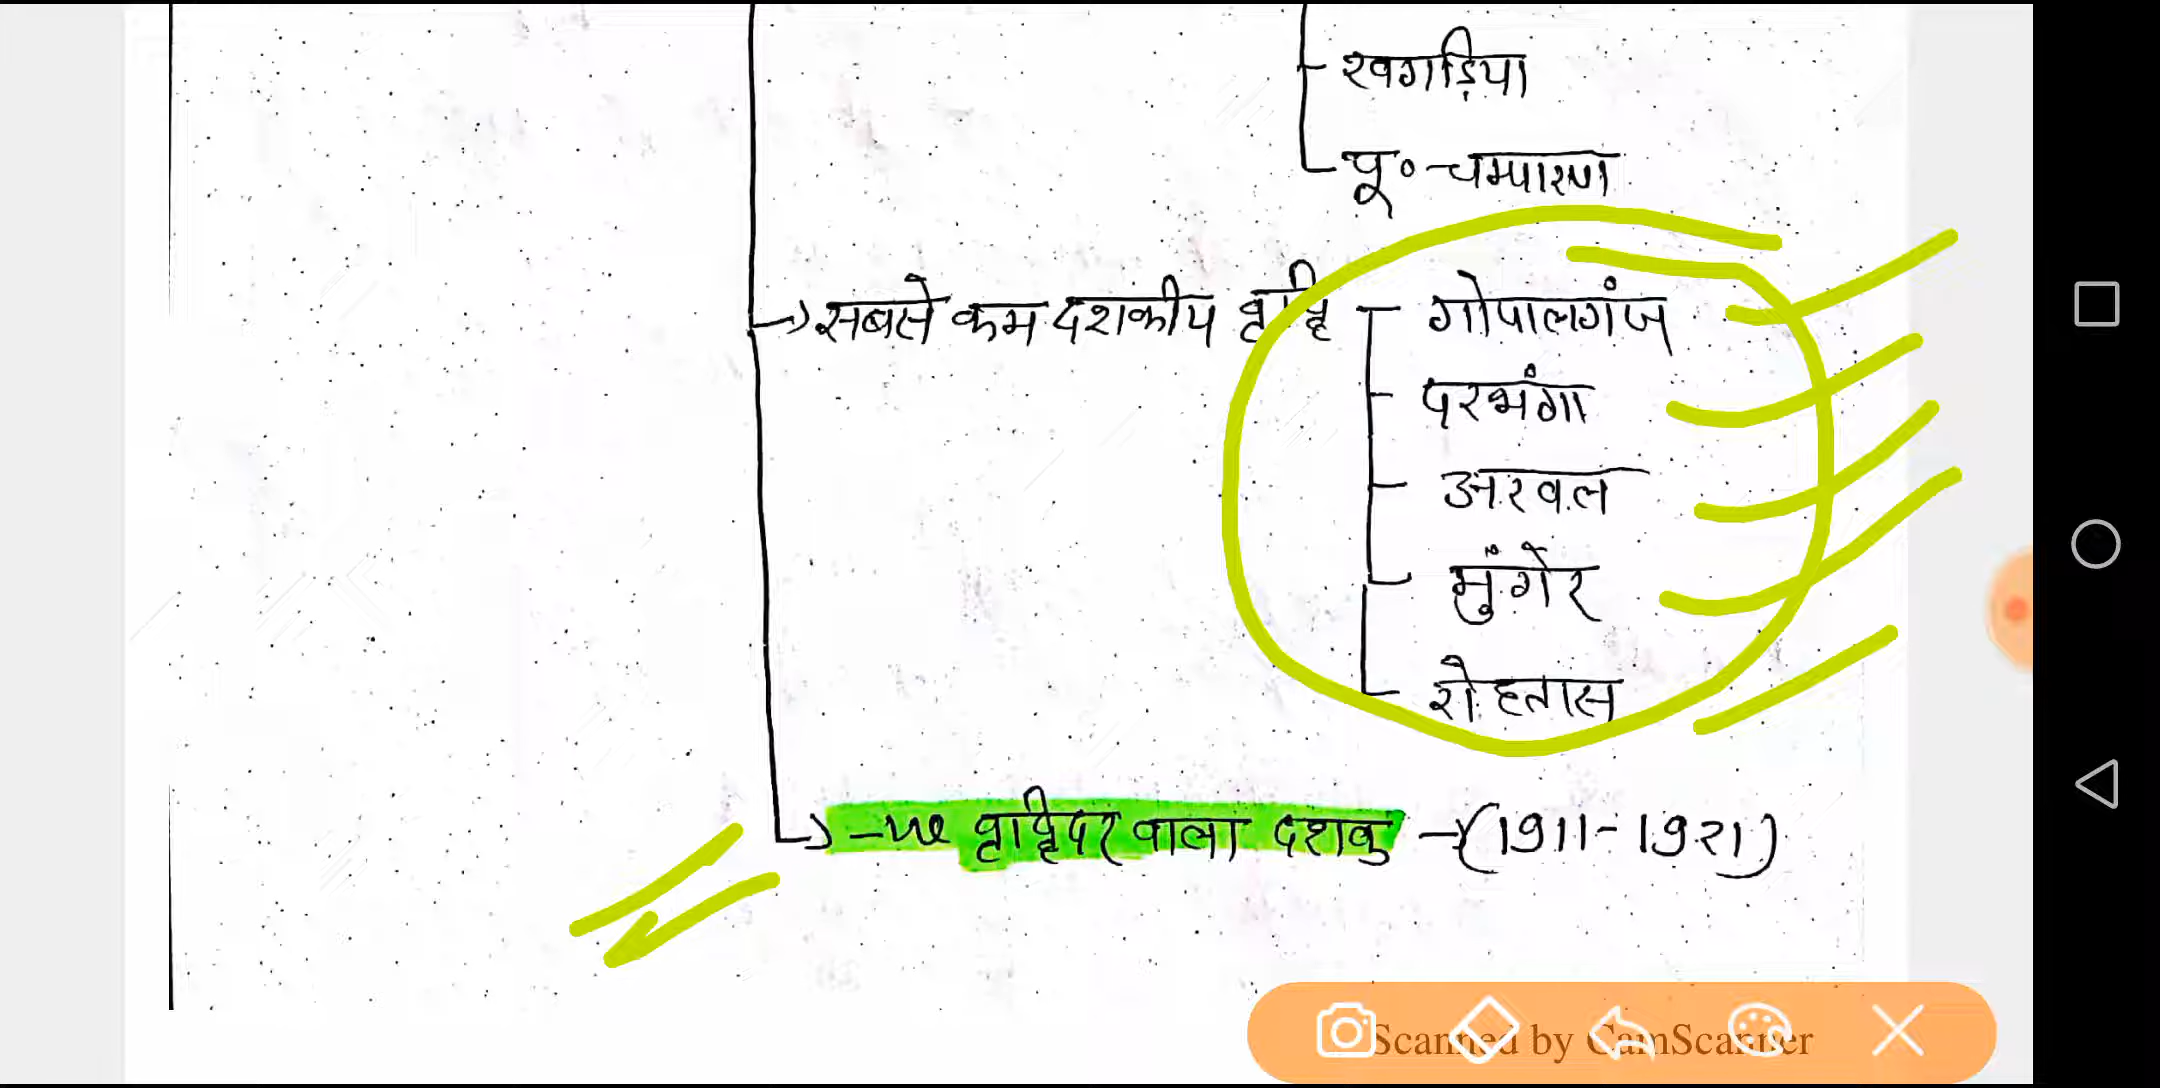 खगड़िया
पू० चम्पारण
सबसे कम दशकीय वृद्धि
गोपालगंज
दरभंगा
अरवल
मुंगेर
रोहतास
-ve वृद्धिदर वाला दशक → (1911-1921)
Scanned by CamScanner